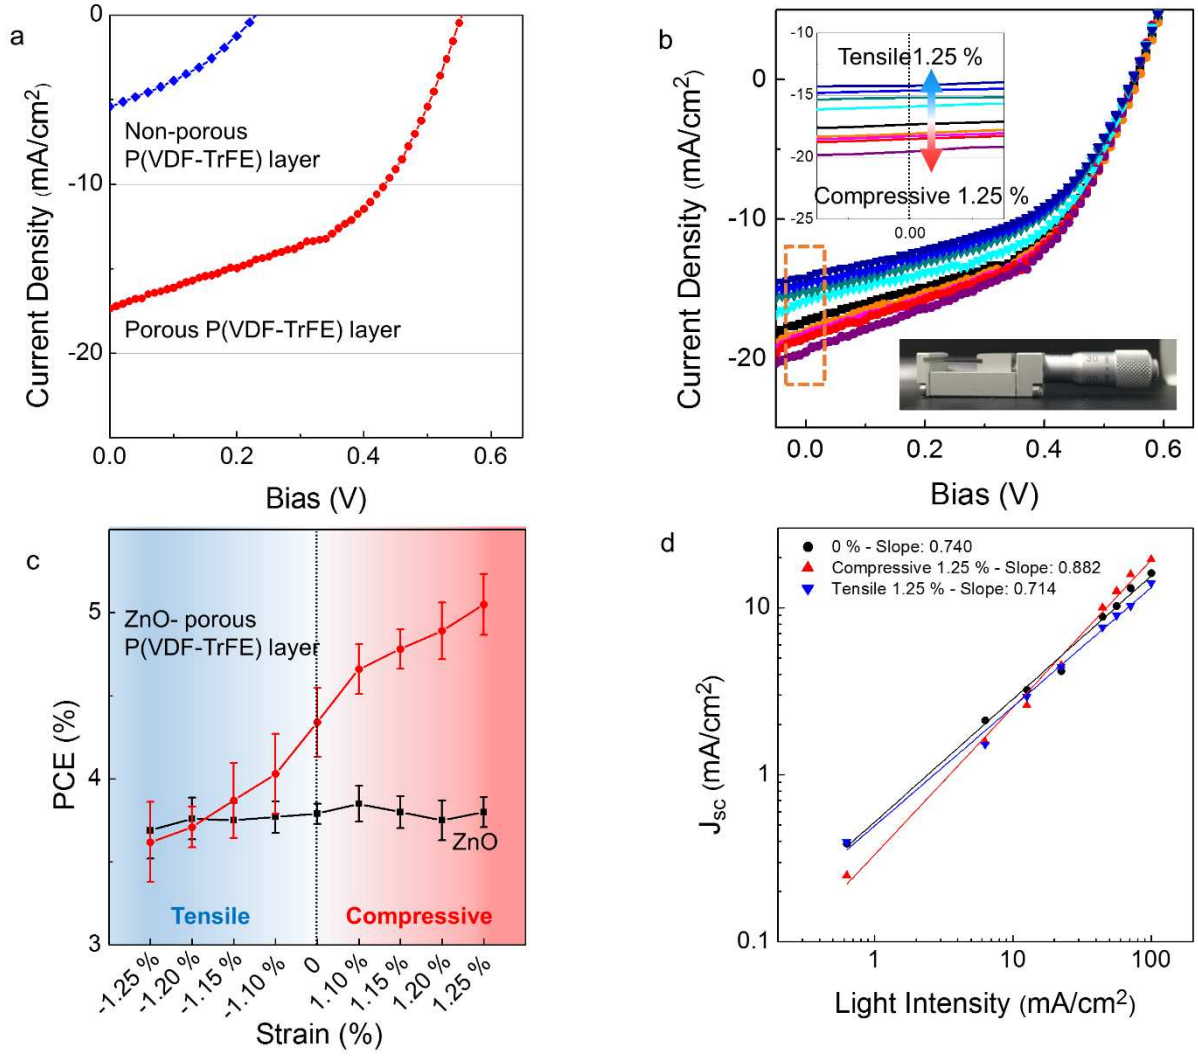 a
0
-10
-20
Current Density (mA/cm²)
Non-porous
P(VDF-TrFE) layer
Porous P(VDF-TrFE) layer
0.0
0.2
0.4
0.6
Bias (V)
b
0
-10
-20
Current Density (mA/cm²)
-10
-15
-20
-25
Tensile1.25 %
Compressive 1.25 %
0.00
0.0
0.2
0.4
0.6
Bias (V)
c
5
4
3
PCE (%)
ZnO- porous
P(VDF-TrFE) layer
ZnO
Tensile
Compressive
-1.25 %
-1.20 %
-1.15 %
-1.10 %
0
1.10 %
1.15 %
1.20 %
1.25 %
Strain (%)
d
0 % - Slope: 0.740
Compressive 1.25 % - Slope: 0.882
Tensile 1.25 % - Slope: 0.714
10
1
0.1
Jsc (mA/cm²)
1
10
100
Light Intensity (mA/cm²)